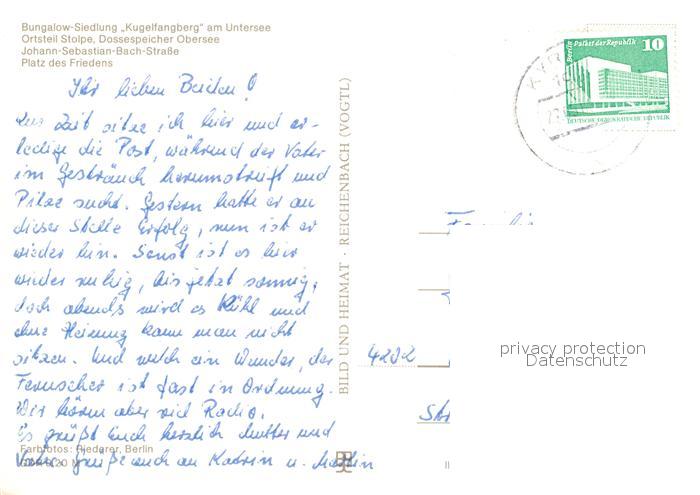 Bungalow-Siedlung „Kugelfangberg" am Untersee
Ortsteil Stolpe, Dossespeicher Obersee
Johann-Sebastian-Bach-Straße
Platz des Friedens
Ihr lieben Beiden!
Zur Zeit sitze ich hier und er-
ledige die Post, während der Vater
im Gesträuch herumstreift und
Pilze sucht. Gestern hatte er an
dieser Stelle Erfolg, nun ist er
wieder hin. Sonst ist es hier
wieder ruhig, bis jetzt sonnig,
doch abends wird es kühl und
ohne Heizung kann man nicht
sitzen. Und welch ein Wunder, der
Fernseher ist fast in Ordnung.
Wir hören aber viel Radio.
Es grüßt Euch herzlich Mutter und
Vater Grüße auch an Katrin u. Martin
Farbfotos: Riederer, Berlin
BILD UND HEIMAT · REICHENBACH (VOGTL)
Berlin Palast der Republik
10
DEUTSCHE DEMOKRATISCHE REPUBLIK
KYR
Familie
4292
Str
privacy protection
Datenschutz